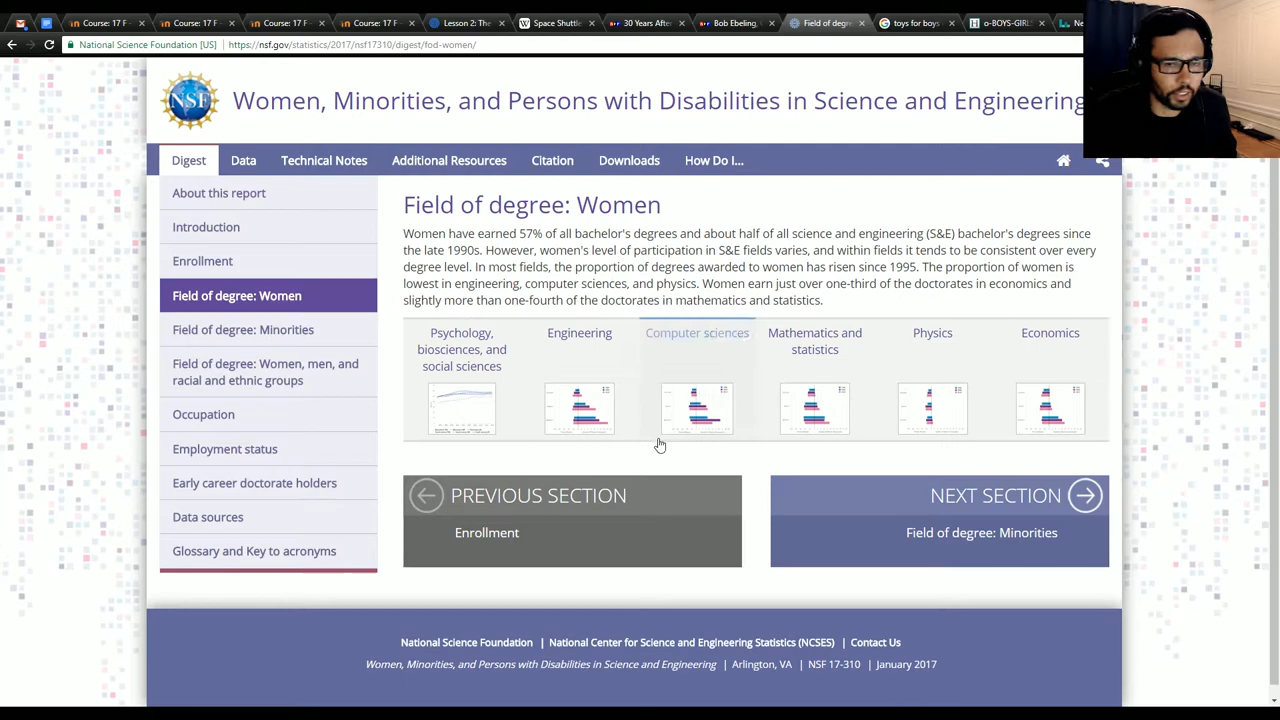 Course: 17 F
Course: 17 F
Course: 17 F
Course: 17 F
Lesson 2: The
Space Shuttle
30 Years After
Bob Ebeling,
Field of degree
toys for boys
o-BOYS-GIRLS
National Science Foundation [US]
https://nsf.gov/statistics/2017/nsf17310/digest/fod-women/
NSF
Women, Minorities, and Persons with Disabilities in Science and Engineering
Digest
Data
Technical Notes
Additional Resources
Citation
Downloads
How Do I...
About this report
Introduction
Enrollment
Field of degree: Women
Field of degree: Minorities
Field of degree: Women, men, and
racial and ethnic groups
Occupation
Employment status
Early career doctorate holders
Data sources
Glossary and Key to acronyms
Field of degree: Women
Women have earned 57% of all bachelor's degrees and about half of all science and engineering (S&E) bachelor's degrees since
the late 1990s. However, women's level of participation in S&E fields varies, and within fields it tends to be consistent over every
degree level. In most fields, the proportion of degrees awarded to women has risen since 1995. The proportion of women is
lowest in engineering, computer sciences, and physics. Women earn just over one-third of the doctorates in economics and
slightly more than one-fourth of the doctorates in mathematics and statistics.
Psychology,
biosciences, and
social sciences
Engineering
Computer sciences
Mathematics and
statistics
Physics
Economics
PREVIOUS SECTION
Enrollment
NEXT SECTION
Field of degree: Minorities
National Science Foundation | National Center for Science and Engineering Statistics (NCSES) | Contact Us
Women, Minorities, and Persons with Disabilities in Science and Engineering | Arlington, VA | NSF 17-310 | January 2017